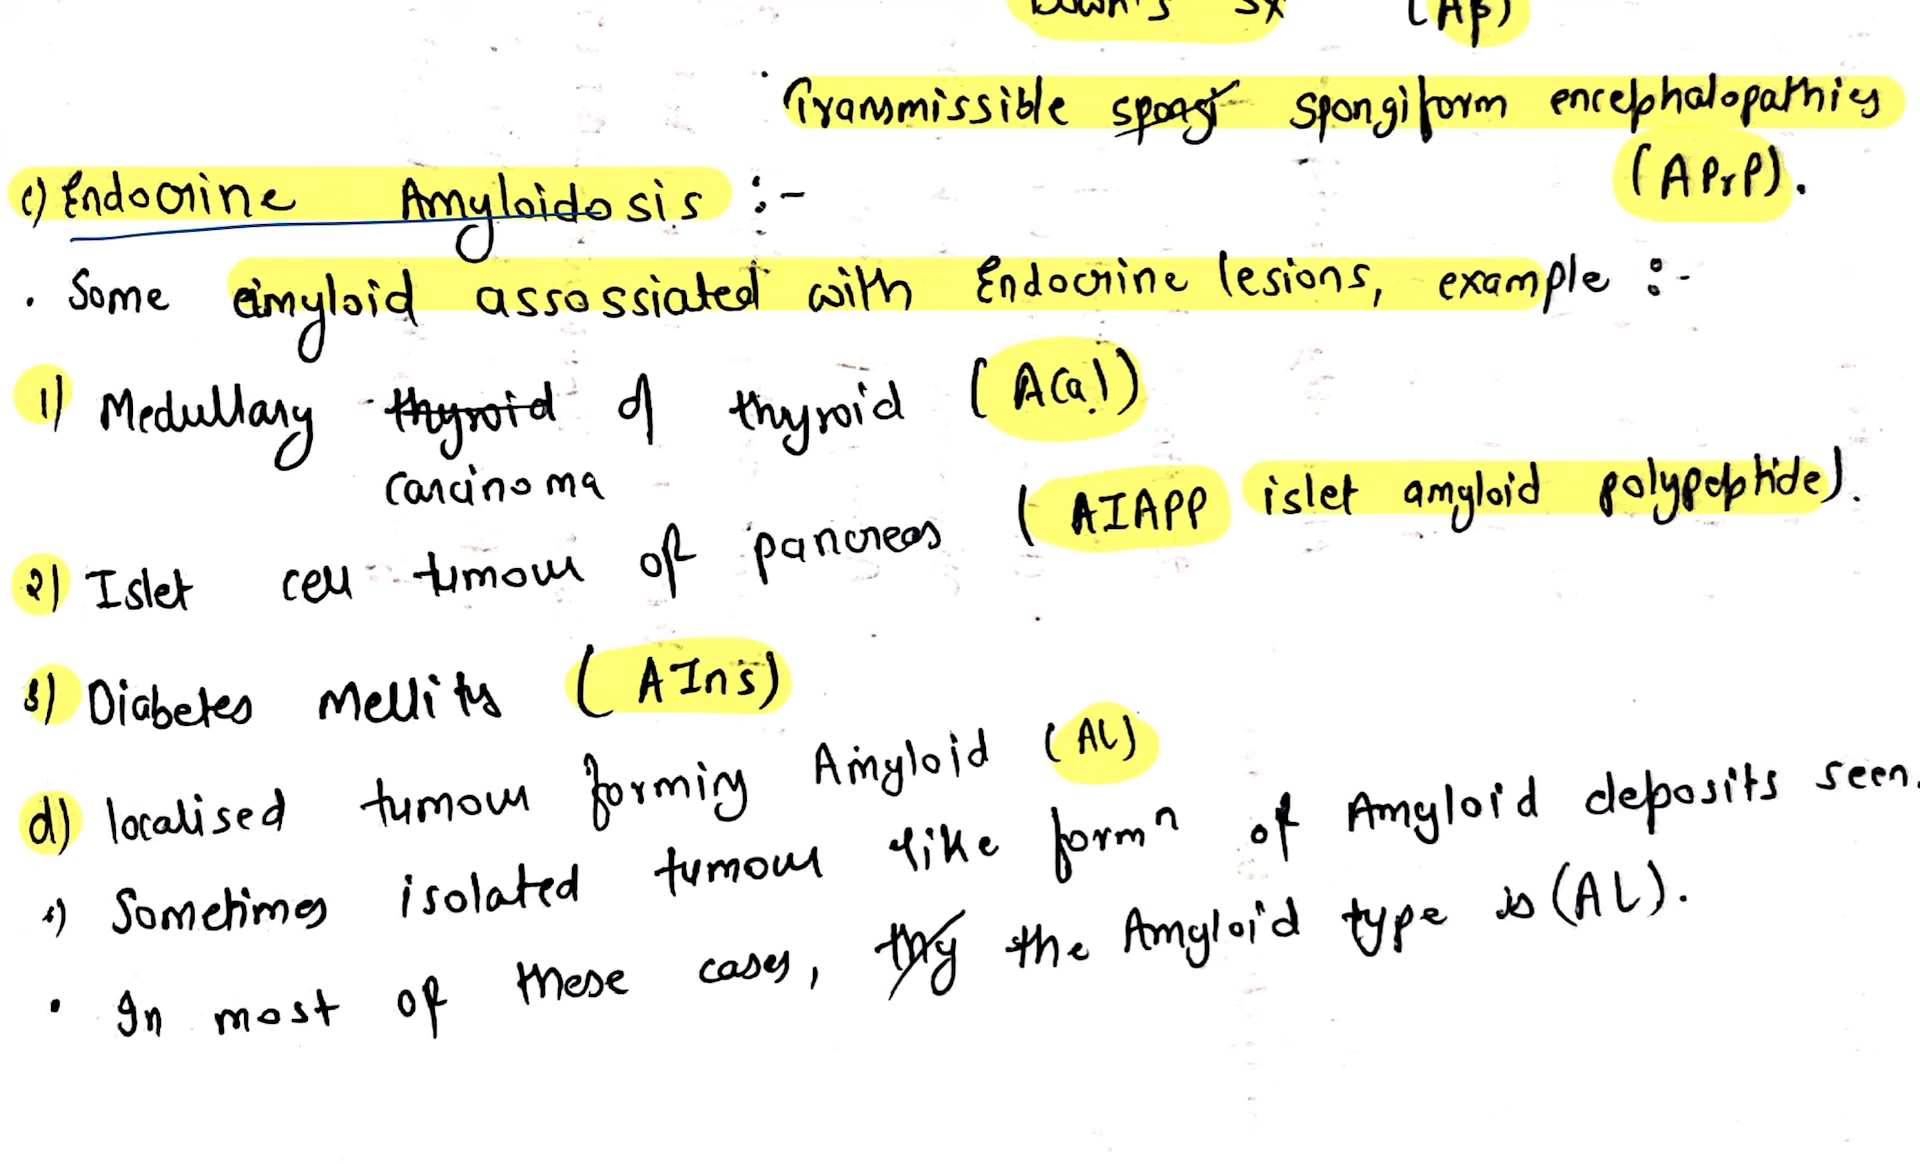 Down's Sx (Aβ)
· Transmissible spongiform encephalopathies
(APrP).
c) Endocrine Amyloidosis :-
· Some amyloid assossiated with Endocrine lesions, example :-
1) Medullary thyroid of thyroid (ACal)
carcinoma
2) Islet cell tumour of pancreas (AIAPP islet amyloid polypeptide).
3) Diabetes Mellitus (AIns)
d) localised tumour forming Amyloid (AL)
Sometimes isolated tumour like formn of Amyloid deposits seen.
· In most of these cases, the Amyloid type is (AL).